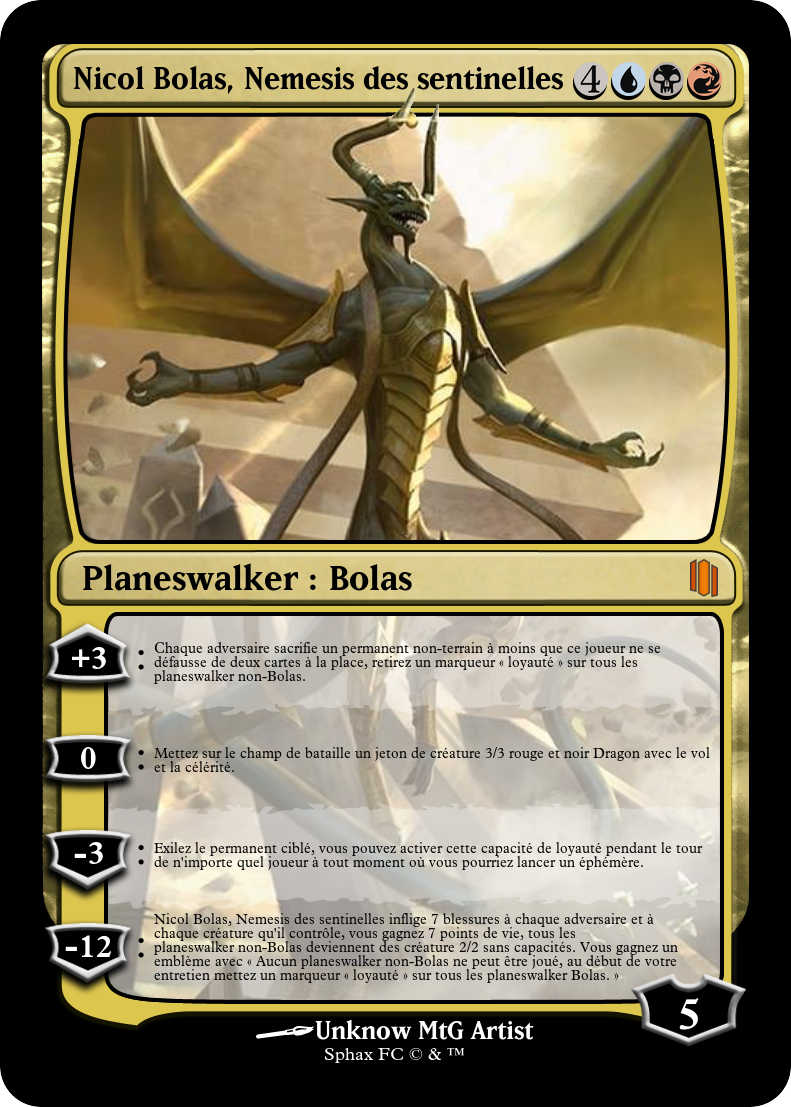 Nicol Bolas, Nemesis des sentinelles 4
Planeswalker : Bolas
+3 : Chaque adversaire sacrifie un permanent non-terrain à moins que ce joueur ne se
défausse de deux cartes à la place, retirez un marqueur « loyauté » sur tous les
planeswalker non-Bolas.
0 : Mettez sur le champ de bataille un jeton de créature 3/3 rouge et noir Dragon avec le vol
et la célérité.
-3 : Exilez le permanent ciblé, vous pouvez activer cette capacité de loyauté pendant le tour
de n'importe quel joueur à tout moment où vous pourriez lancer un éphémère.
-12 : Nicol Bolas, Nemesis des sentinelles inflige 7 blessures à chaque adversaire et à
chaque créature qu'il contrôle, vous gagnez 7 points de vie, tous les
planeswalker non-Bolas deviennent des créature 2/2 sans capacités. Vous gagnez un
emblème avec « Aucun planeswalker non-Bolas ne peut être joué, au début de votre
entretien mettez un marqueur « loyauté » sur tous les planeswalker Bolas. »
5
Unknow MtG Artist
Sphax FC © & ™